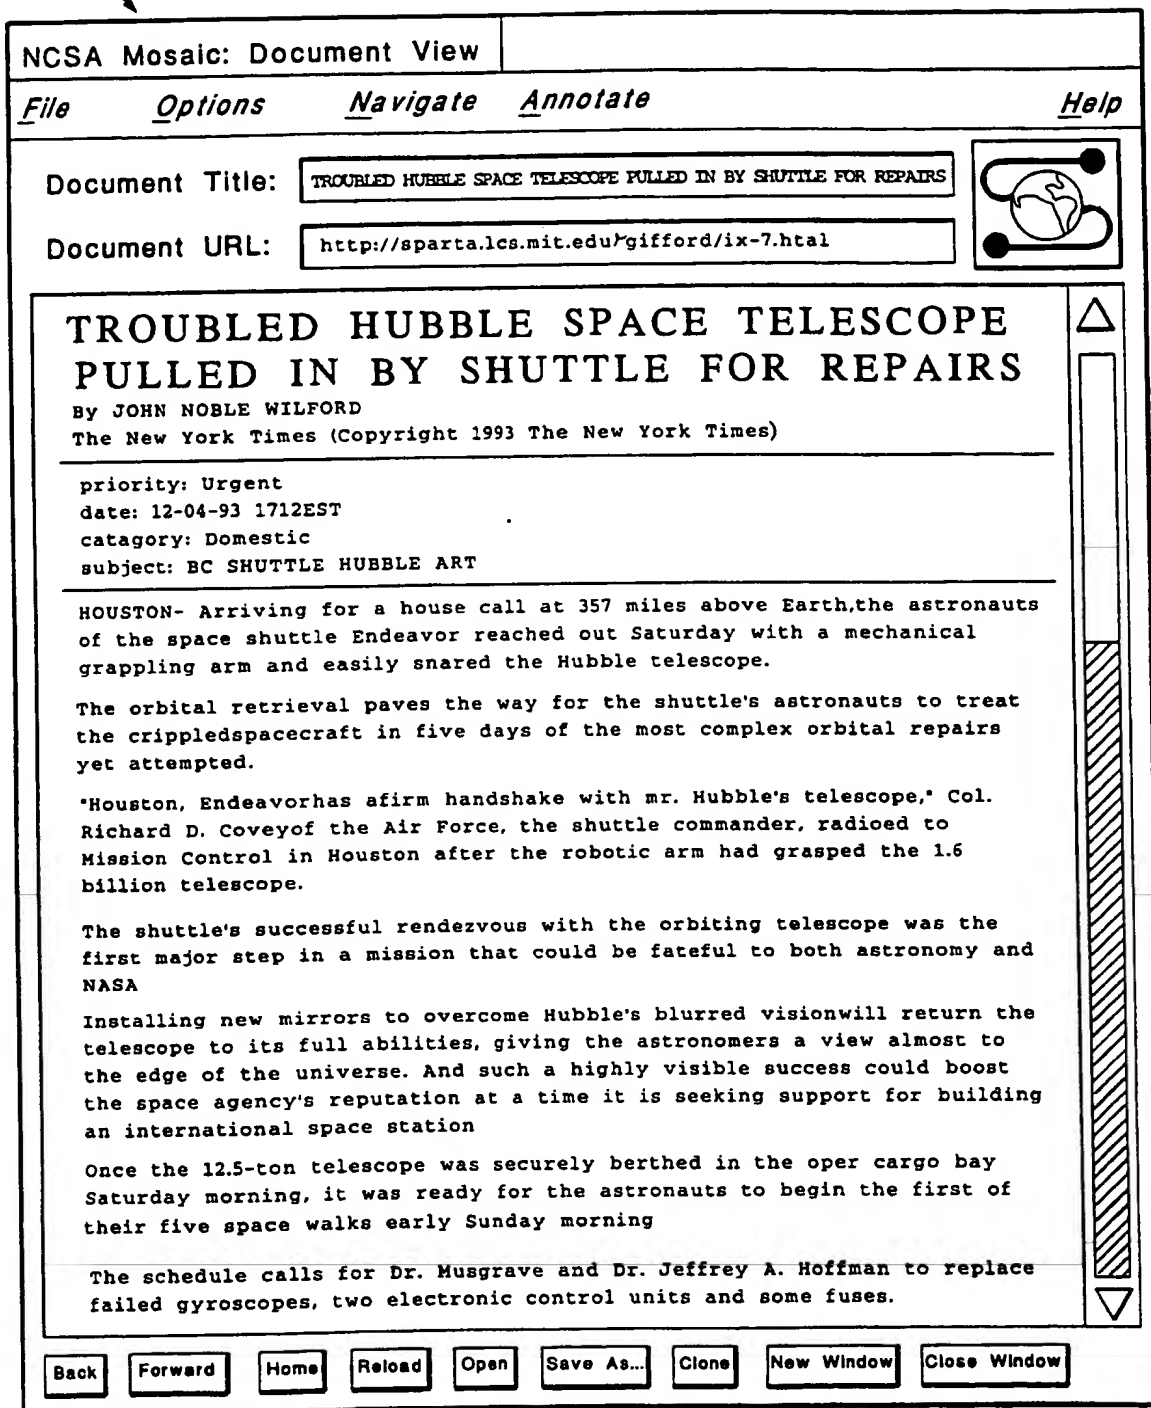 NCSA Mosaic: Document View
File Options Navigate Annotate Help
Document Title: TROUBLED HUBBLE SPACE TELESCOPE PULLED IN BY SHUTTLE FOR REPAIRS
Document URL: http://sparta.lcs.mit.edu/~gifford/ix-7.htal
TROUBLED HUBBLE SPACE TELESCOPE
PULLED IN BY SHUTTLE FOR REPAIRS
By JOHN NOBLE WILFORD
The New York Times (Copyright 1993 The New York Times)
priority: Urgent
date: 12-04-93 1712EST
catagory: Domestic
subject: BC SHUTTLE HUBBLE ART
HOUSTON- Arriving for a house call at 357 miles above Earth,the astronauts
of the space shuttle Endeavor reached out Saturday with a mechanical
grappling arm and easily snared the Hubble telescope.
The orbital retrieval paves the way for the shuttle's astronauts to treat
the crippledspacecraft in five days of the most complex orbital repairs
yet attempted.
"Houston, Endeavorhas afirm handshake with mr. Hubble's telescope," Col.
Richard D. Coveyof the Air Force, the shuttle commander, radioed to
Mission Control in Houston after the robotic arm had grasped the 1.6
billion telescope.
The shuttle's successful rendezvous with the orbiting telescope was the
first major step in a mission that could be fateful to both astronomy and
NASA
Installing new mirrors to overcome Hubble's blurred visionwill return the
telescope to its full abilities, giving the astronomers a view almost to
the edge of the universe. And such a highly visible success could boost
the space agency's reputation at a time it is seeking support for building
an international space station
Once the 12.5-ton telescope was securely berthed in the oper cargo bay
Saturday morning, it was ready for the astronauts to begin the first of
their five space walks early Sunday morning
The schedule calls for Dr. Musgrave and Dr. Jeffrey A. Hoffman to replace
failed gyroscopes, two electronic control units and some fuses.
Back Forward Home Reload Open Save As... Clone New Window Close Window